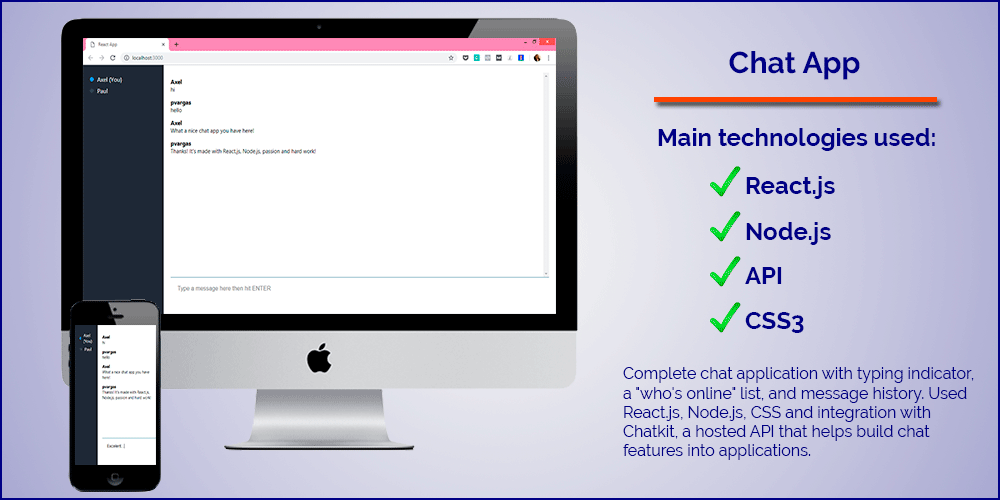 React App
localhost:3000
Axel (You)
Paul
Axel
hi
pvargas
hello
Axel
What a nice chat app you have here!
pvargas
Thanks! It's made with React.js, Node.js, passion and hard work!
Type a message here then hit ENTER
Axel
(You)
Paul
Axel
hi
pvargas
hello
Axel
What a nice chat app you have
here!
pvargas
Thanks! It's made with React.js,
Node.js, passion and hard work!
Excelent :)
Chat App
Main technologies used:
React.js
Node.js
API
CSS3
Complete chat application with typing indicator,
a "who's online" list, and message history. Used
React.js, Node.js, CSS and integration with
Chatkit, a hosted API that helps build chat
features into applications.